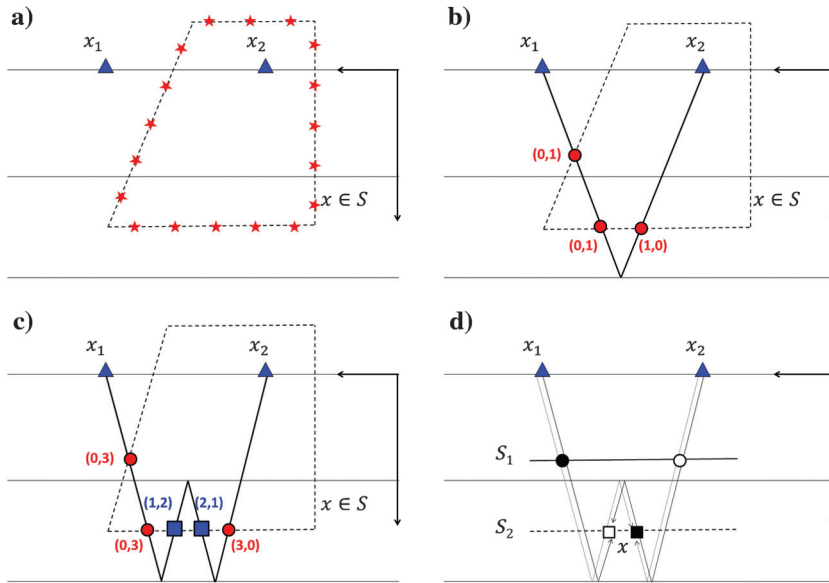 a)
x₁ x₂
x ∈ S
b)
x₁ x₂
(0,1)
x ∈ S
(0,1) (1,0)
c)
x₁ x₂
(0,3)
(1,2) (2,1)
x ∈ S
(0,3) (3,0)
d)
x₁ x₂
S₁
S₂
x